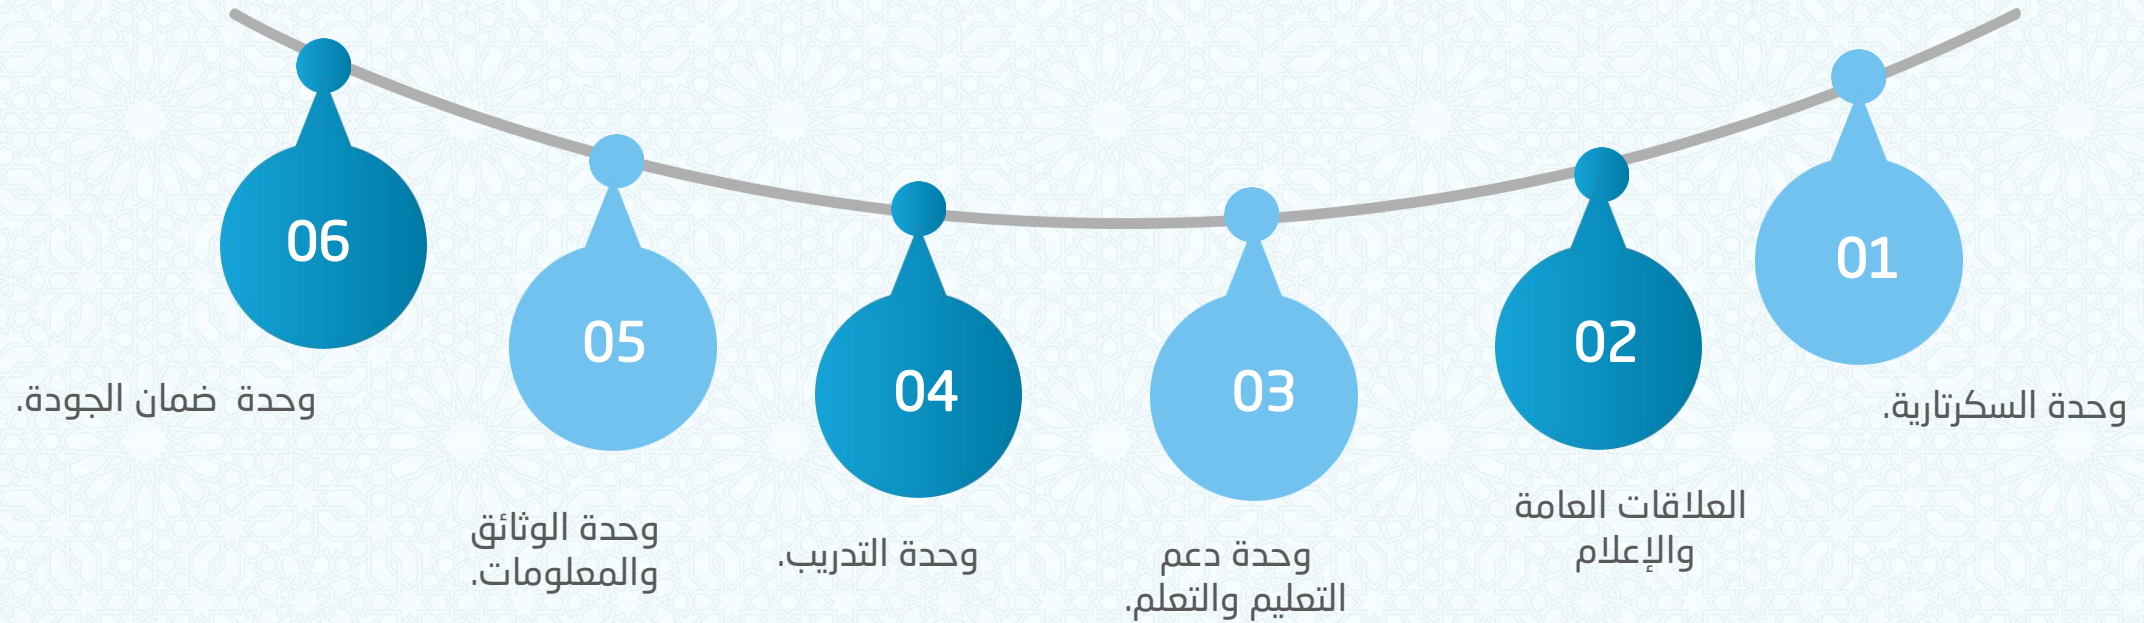 01
وحدة السكرتارية.
02
العلاقات العامة
والإعلام
03
وحدة دعم
التعليم والتعلم.
04
وحدة التدريب.
05
وحدة الوثائق
والمعلومات.
06
وحدة ضمان الجودة.